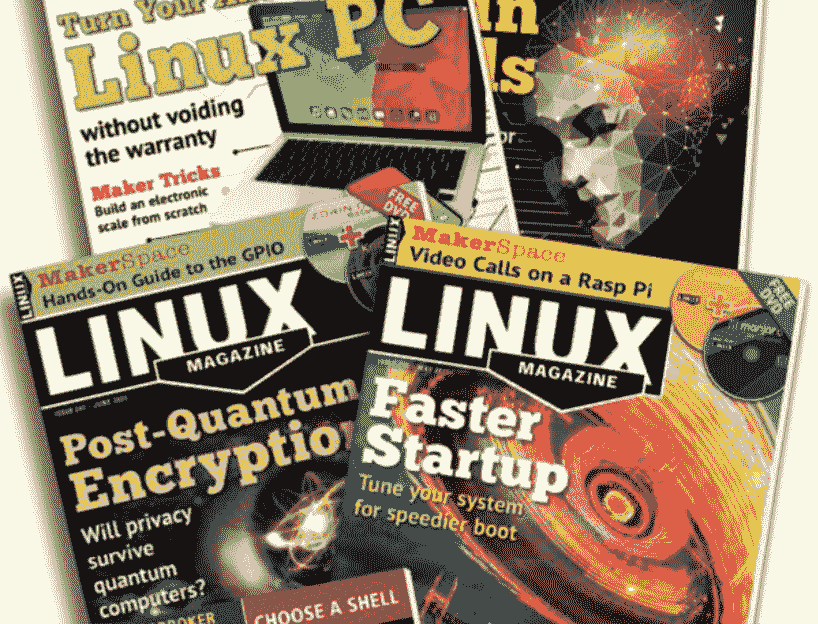 Turn Your
Linux PC
without voiding
the warranty
Maker Tricks
Build an electronic
scale from scratch
FREE
DVD
in
MakerSpace
Hands-On Guide to the GPIO
LINUX
MAGAZINE
Post-Quantum
Encryption
Will privacy
survive
quantum
computers?
CHOOSE A SHELL
MakerSpace
Video Calls on a Rasp Pi
FREE
DVD
LINUX
MAGAZINE
Faster
Startup
Tune your system
for speedier boot